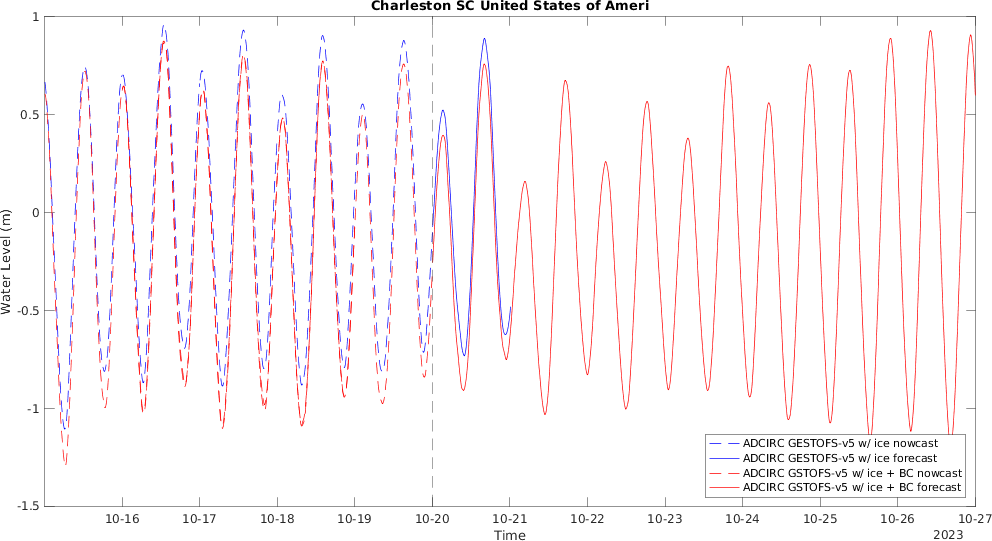 Charleston SC United States of Ameri
1
0.5
0
-0.5
-1
-1.5
Water Level (m)
ADCIRC GESTOFS-v5 w/ ice nowcast
ADCIRC GESTOFS-v5 w/ ice forecast
ADCIRC GSTOFS-v5 w/ ice + BC nowcast
ADCIRC GSTOFS-v5 w/ ice + BC forecast
10-16 10-17 10-18 10-19 10-20 10-21 10-22 10-23 10-24 10-25 10-26 10-27
Time 2023